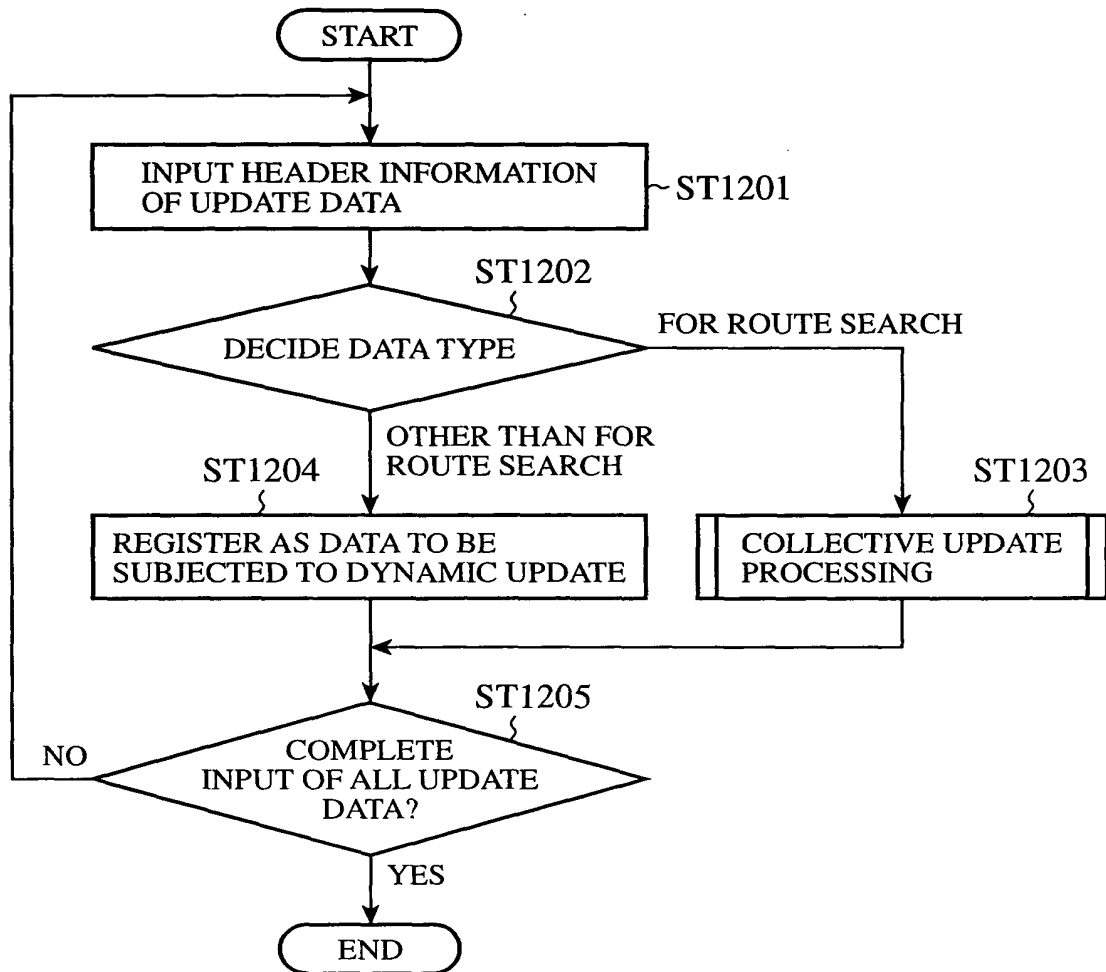 START
INPUT HEADER INFORMATION
OF UPDATE DATA
ST1201
ST1202
DECIDE DATA TYPE
FOR ROUTE SEARCH
OTHER THAN FOR
ROUTE SEARCH
ST1204
ST1203
REGISTER AS DATA TO BE
SUBJECTED TO DYNAMIC UPDATE
COLLECTIVE UPDATE
PROCESSING
ST1205
NO
COMPLETE
INPUT OF ALL UPDATE
DATA?
YES
END